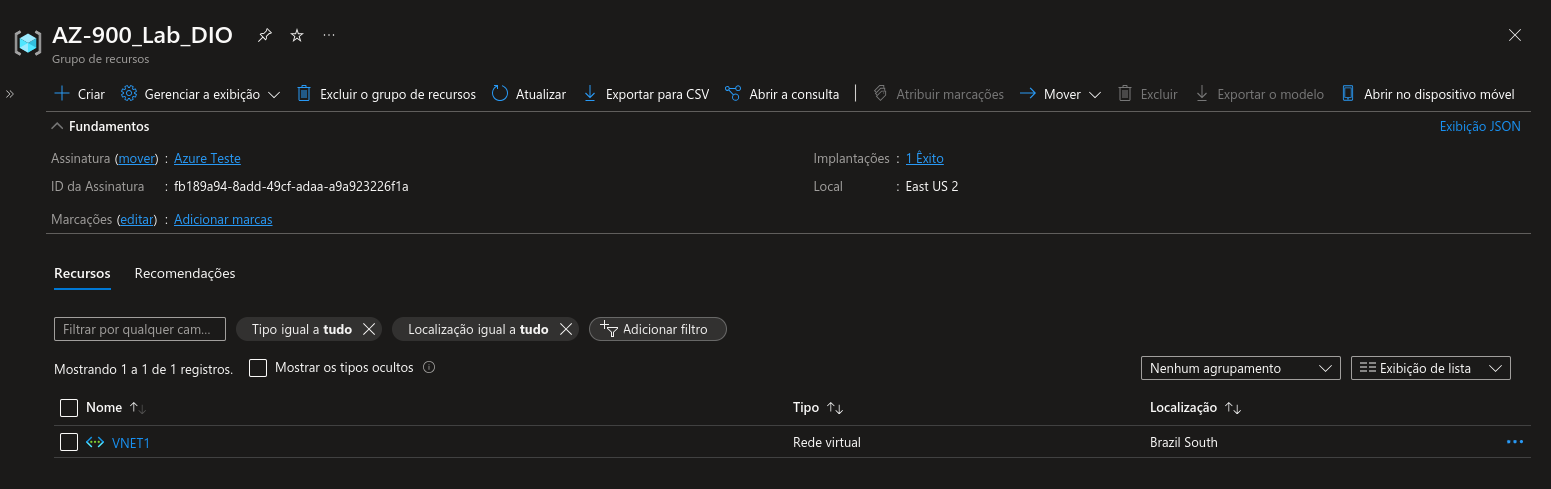 AZ-900_Lab_DIO
Grupo de recursos
Criar Gerenciar a exibição Excluir o grupo de recursos Atualizar Exportar para CSV Abrir a consulta Atribuir marcações Mover Excluir Exportar o modelo Abrir no dispositivo móvel
Fundamentos Exibição JSON
Assinatura (mover) : Azure Teste Implantações : 1 Êxito
ID da Assinatura : fb189a94-8add-49cf-adaa-a9a923226f1a Local : East US 2
Marcações (editar) : Adicionar marcas
Recursos Recomendações
Filtrar por qualquer cam... Tipo igual a tudo Localização igual a tudo Adicionar filtro
Mostrando 1 a 1 de 1 registros. Mostrar os tipos ocultos Nenhum agrupamento Exibição de lista
Nome Tipo Localização
VNET1 Rede virtual Brazil South